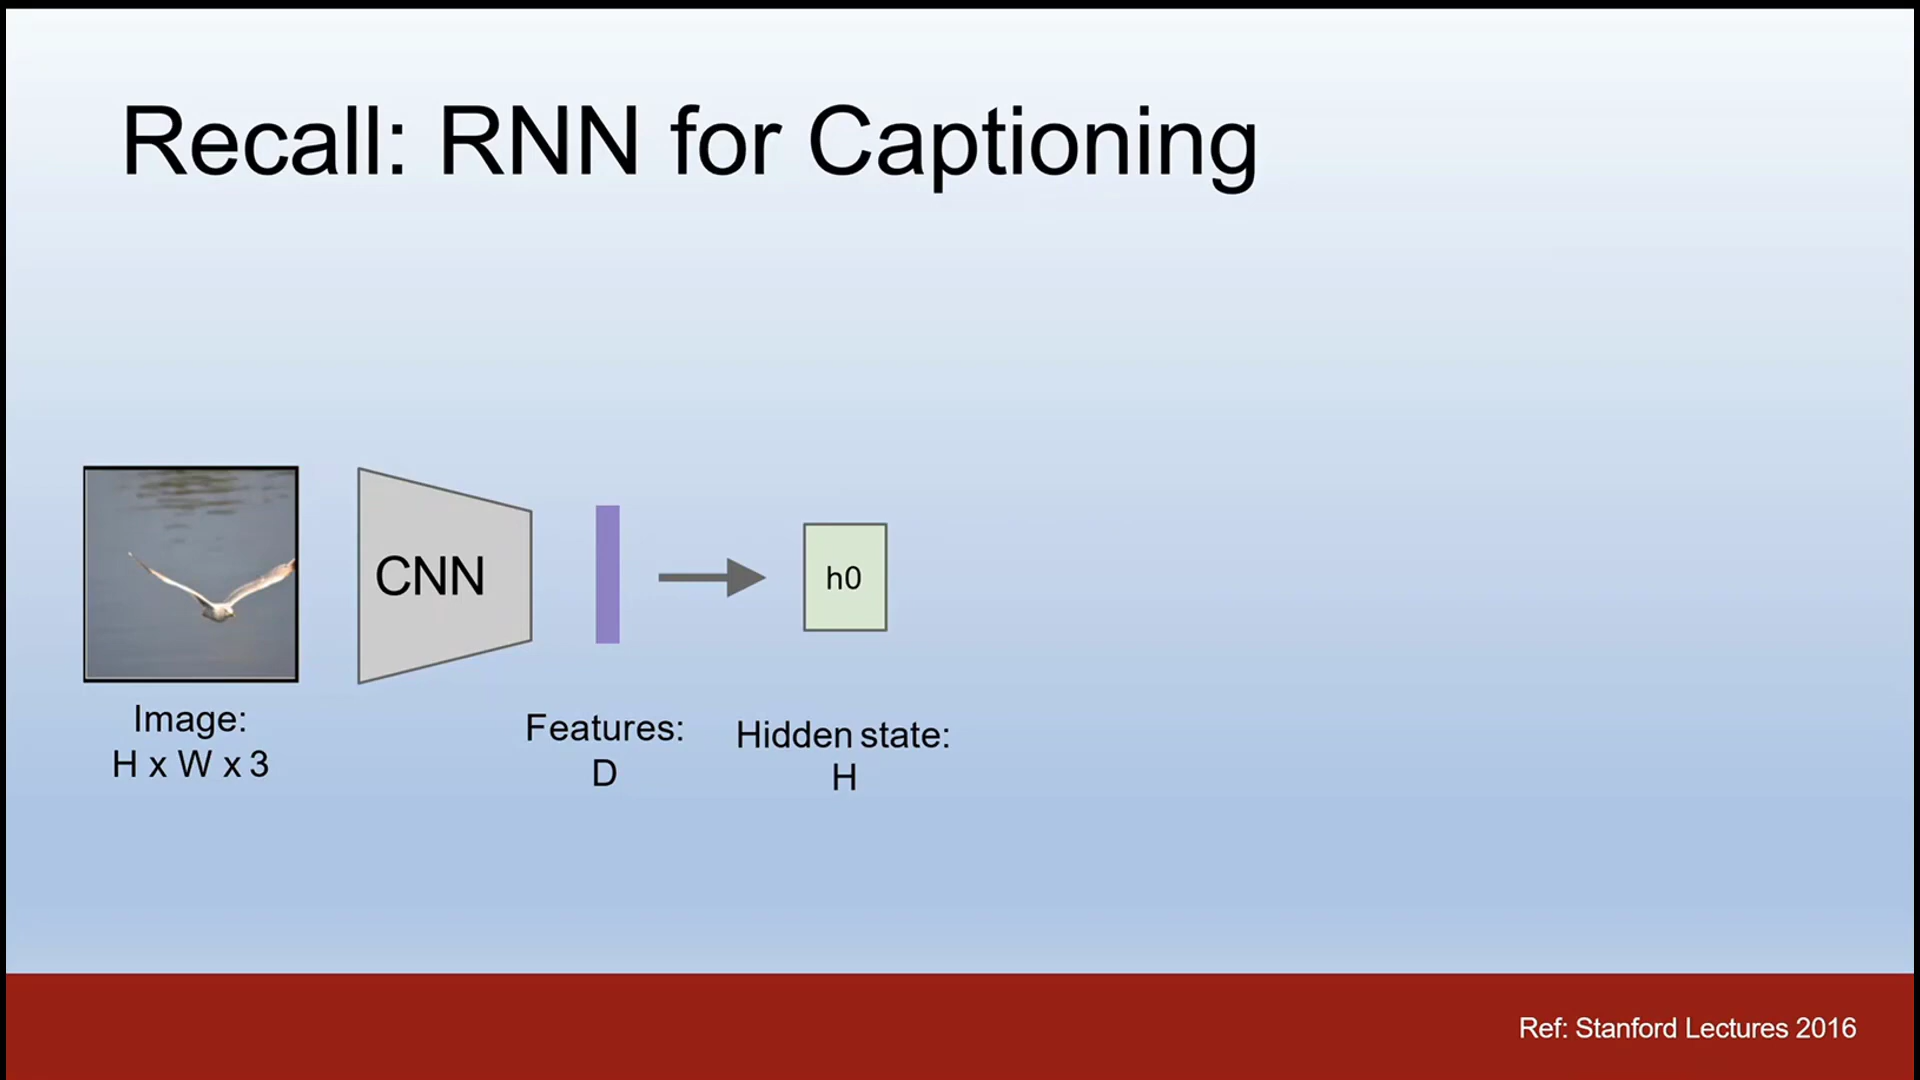 Recall: RNN for Captioning
CNN
h0
Image:
H x W x 3
Features:
D
Hidden state:
H
Ref: Stanford Lectures 2016